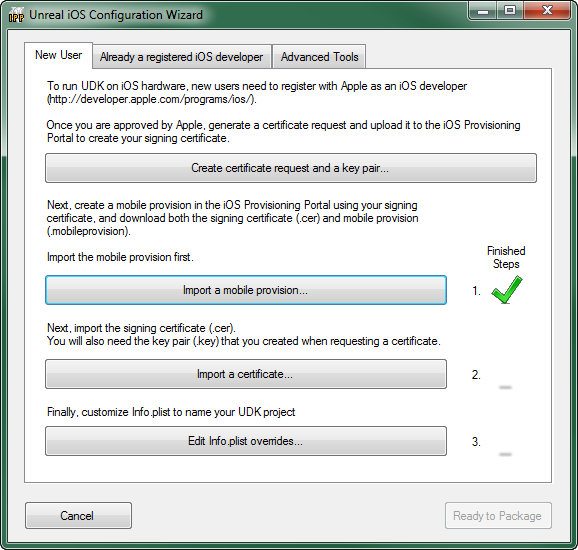 IPP Unreal iOS Configuration Wizard
New User Already a registered iOS developer Advanced Tools
To run UDK on iOS hardware, new users need to register with Apple as an iOS developer
(http://developer.apple.com/programs/ios/).
Once you are approved by Apple, generate a certificate request and upload it to the iOS Provisioning
Portal to create your signing certificate.
Create certificate request and a key pair...
Next, create a mobile provision in the iOS Provisioning Portal using your signing
certificate, and download both the signing certificate (.cer) and mobile provision
(.mobileprovision).
Import the mobile provision first.
Finished
Steps
Import a mobile provision...
1.
Next, import the signing certificate (.cer).
You will also need the key pair (.key) that you created when requesting a certificate.
Import a certificate...
2.
Finally, customize Info.plist to name your UDK project
Edit Info.plist overrides...
3.
Cancel
Ready to Package